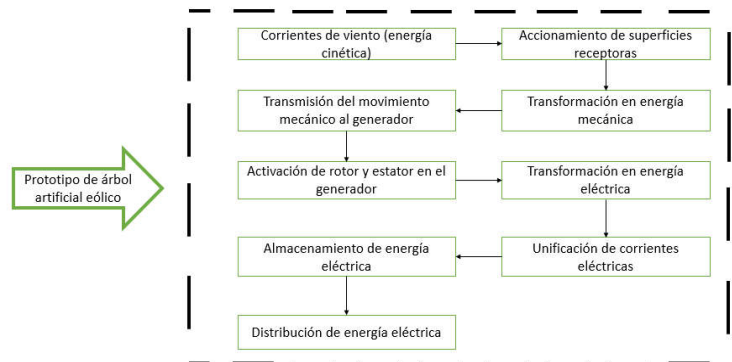 Corrientes de viento (energía
cinética)
Accionamiento de superficies
receptoras
Transmisión del movimiento
mecánico al generador
Transformación en energía
mecánica
Prototipo de árbol
artificial eólico
Activación de rotor y estator en el
generador
Transformación en energía
eléctrica
Almacenamiento de energía
eléctrica
Unificación de corrientes
eléctricas
Distribución de energía eléctrica